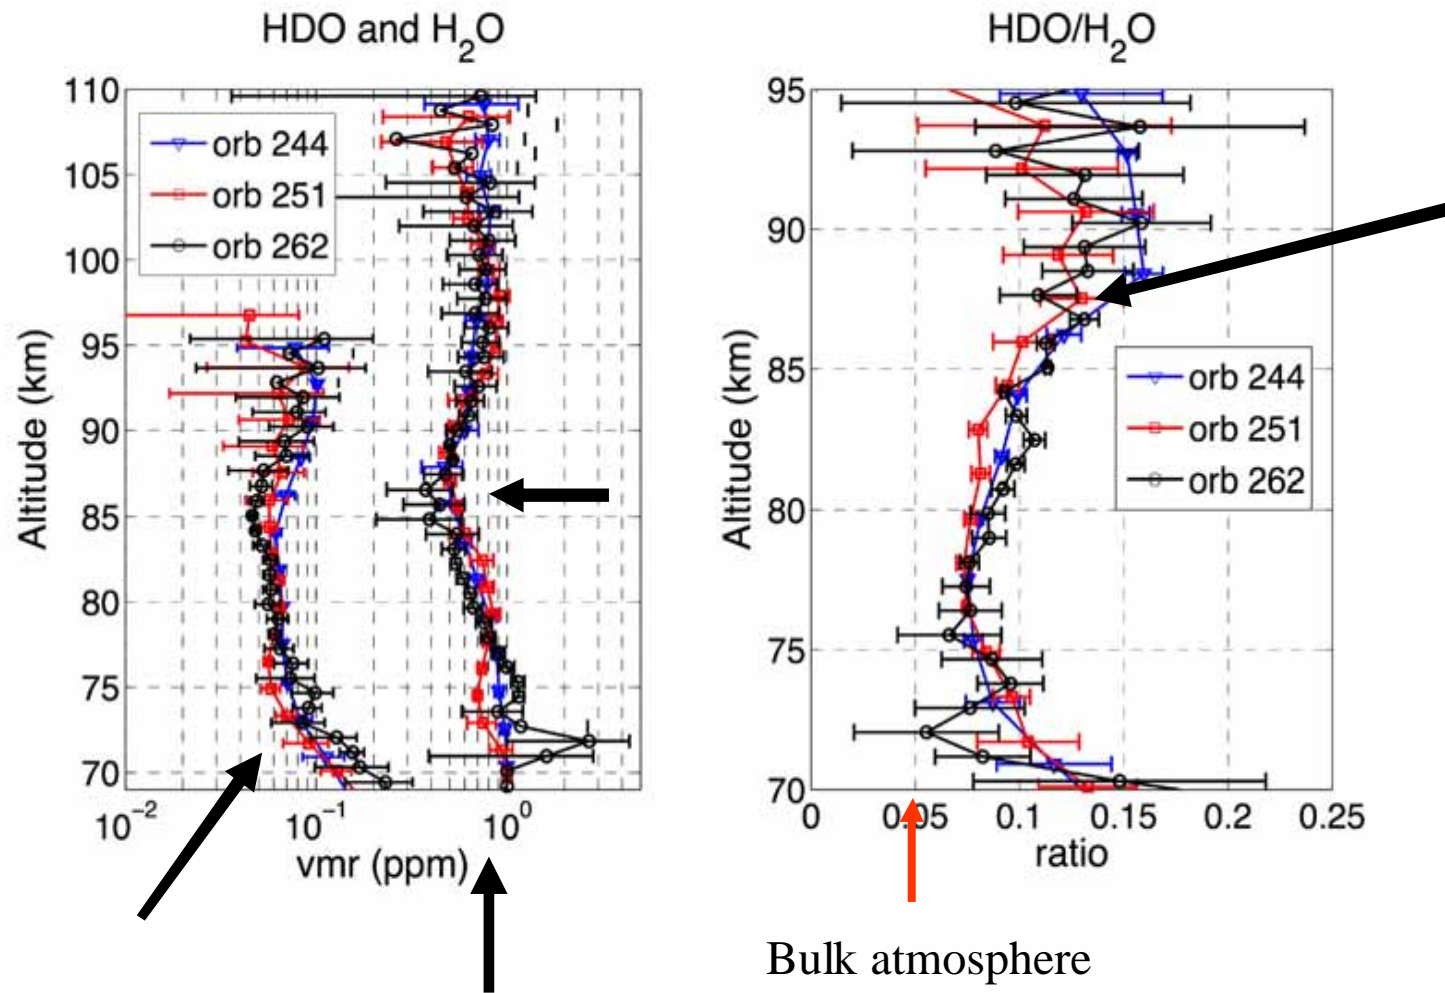 HDO and H₂O
110
105
100
95
90
85
80
75
70
Altitude (km)
orb 244
orb 251
orb 262
10⁻² 10⁻¹ 10⁰
vmr (ppm)
HDO/H₂O
95
90
85
80
75
70
Altitude (km)
orb 244
orb 251
orb 262
0 0.05 0.1 0.15 0.2 0.25
ratio
Bulk atmosphere